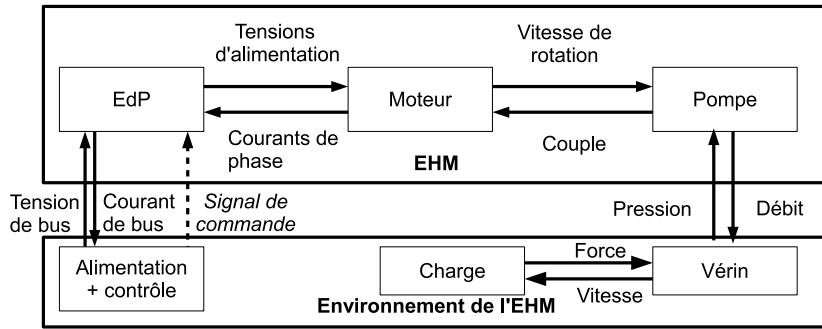 Tensions
d'alimentation
Vitesse de
rotation
EdP
Moteur
Pompe
Courants de
phase
Couple
EHM
Tension
de bus
Courant
de bus
Signal de
commande
Pression
Débit
Alimentation
+ contrôle
Charge
Force
Vitesse
Vérin
Environnement de l'EHM